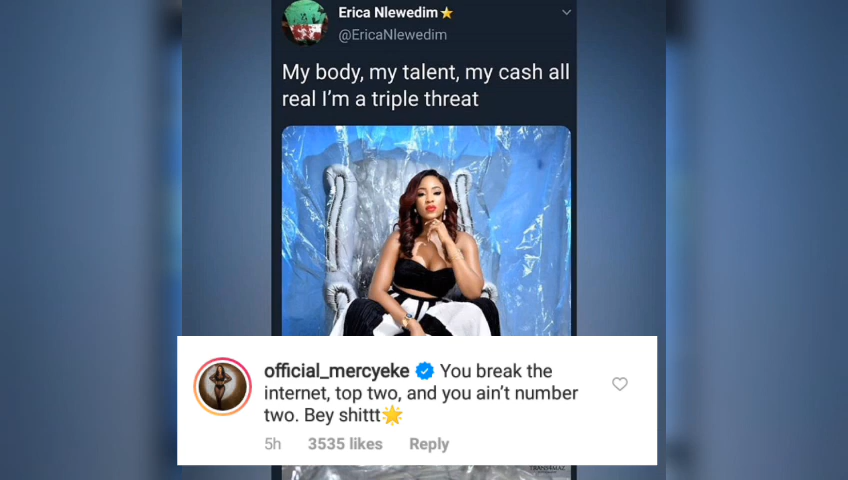 Erica Nlewedim⭐
@EricaNlewedim
My body, my talent, my cash all
real I'm a triple threat
official_mercyeke You break the
internet, top two, and you ain't number
two. Bey shittt🌟
5h 3535 likes Reply